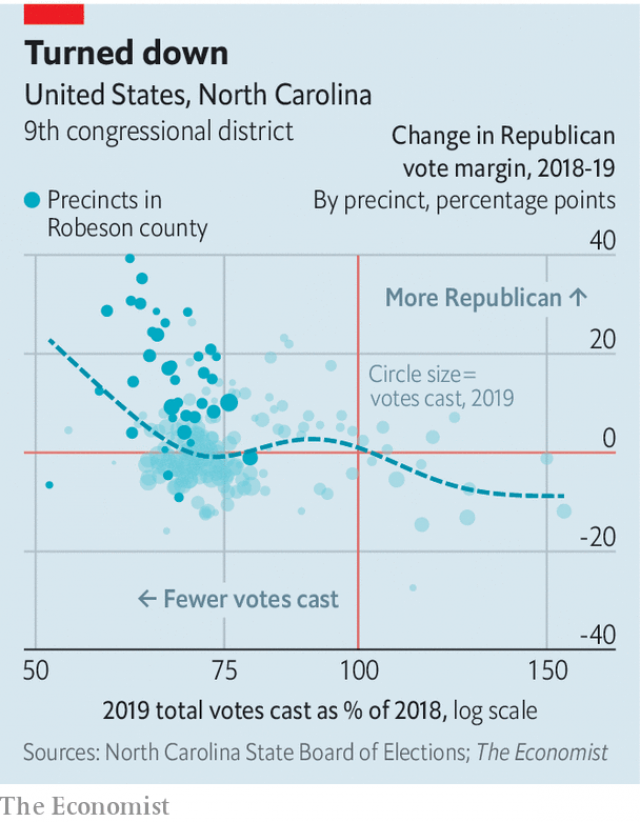 Turned down
United States, North Carolina
9th congressional district
Change in Republican
vote margin, 2018-19
By precinct, percentage points
Precincts in
Robeson county
40
More Republican ↑
20
Circle size=
votes cast, 2019
0
-20
← Fewer votes cast
-40
50 75 100 150
2019 total votes cast as % of 2018, log scale
Sources: North Carolina State Board of Elections; The Economist
The Economist